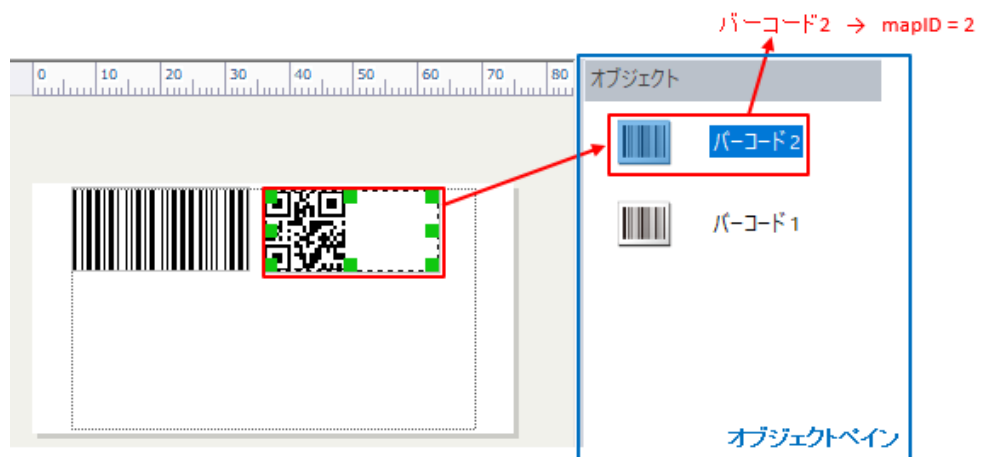 バーコード2 → mapID = 2
0 10 20 30 40 50 60 70 80
オブジェクト
バーコード 2
バーコード 1
オブジェクトペイン